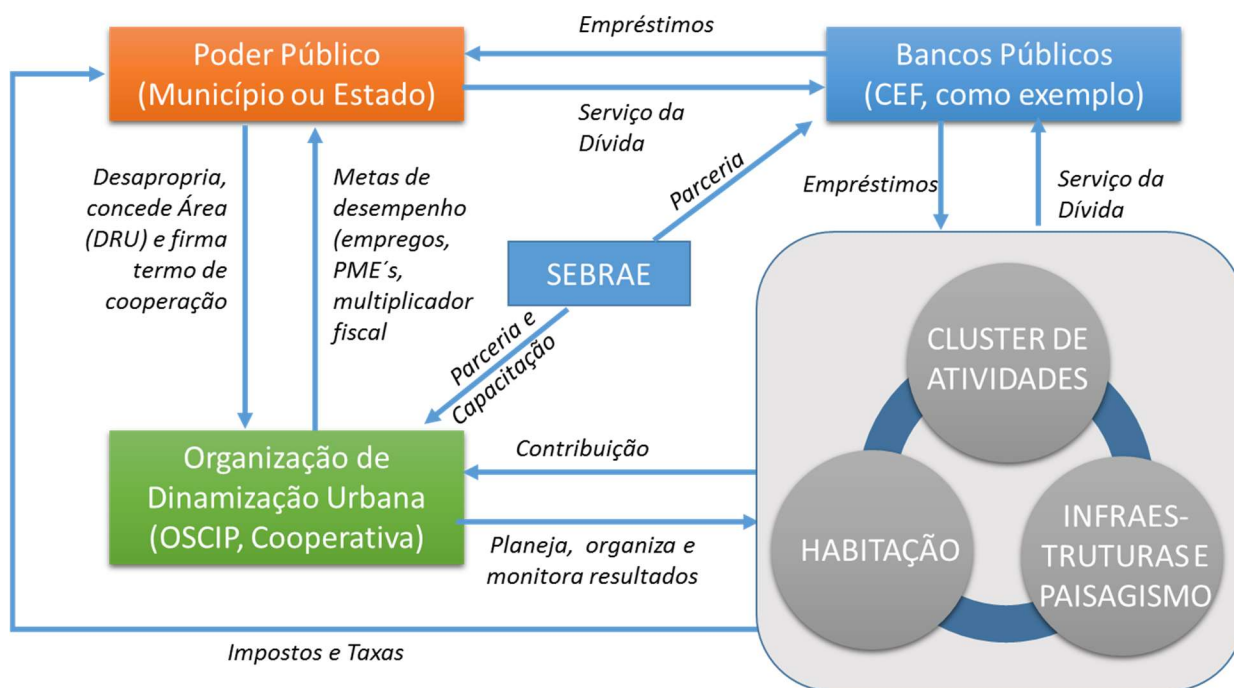 Empréstimos
Poder Público
(Município ou Estado)
Bancos Públicos
(CEF, como exemplo)
Serviço da
Dívida
Parceria
Desapropria,
concede Área
(DRU) e firma
termo de
cooperação
Metas de
desempenho
(empregos,
PME´s,
multiplicador
fiscal
Empréstimos
Serviço da
Dívida
SEBRAE
Parceria e
Capacitação
CLUSTER DE
ATIVIDADES
Organização de
Dinamização Urbana
(OSCIP, Cooperativa)
Contribuição
Planeja, organiza e
monitora resultados
HABITAÇÃO
INFRAES-
TRUTURAS E
PAISAGISMO
Impostos e Taxas